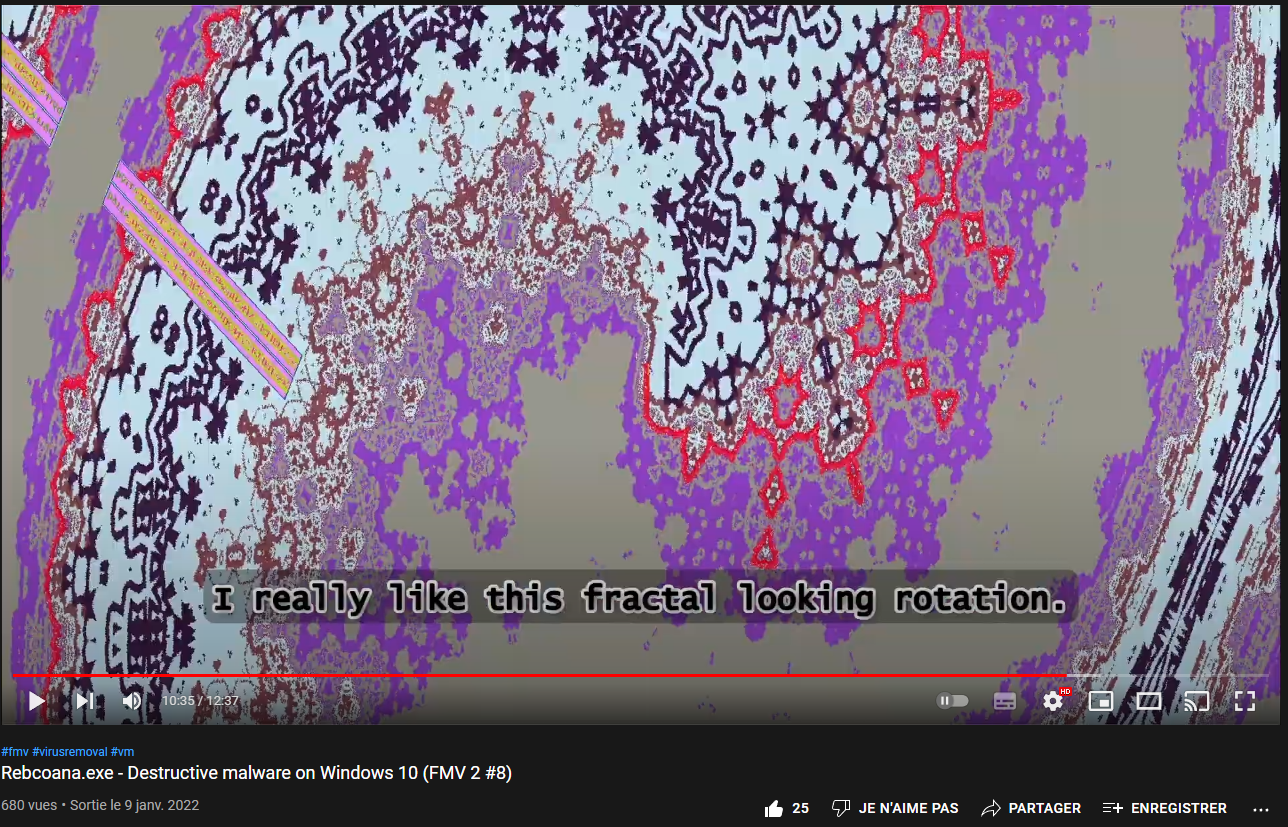 I really like this fractal looking rotation.
10:35 / 12:37
HD
#fmv #virusremoval #vm
Rebcoana.exe - Destructive malware on Windows 10 (FMV 2 #8)
680 vues • Sortie le 9 janv. 2022
25 JE N'AIME PAS PARTAGER ENREGISTRER